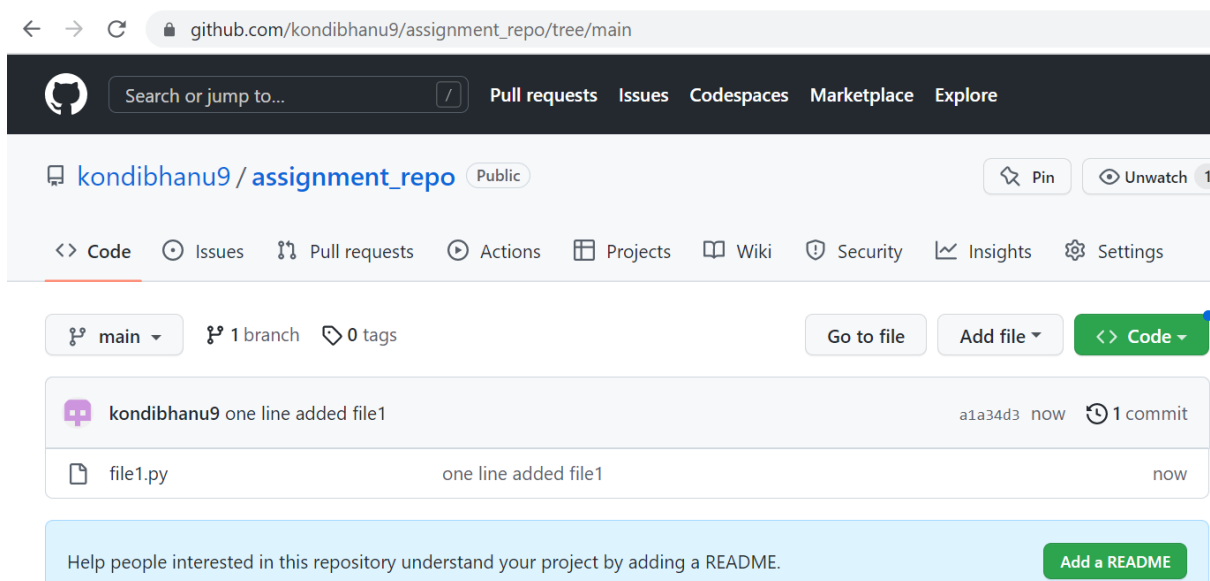 github.com/kondibhanu9/assignment_repo/tree/main
Search or jump to... / Pull requests Issues Codespaces Marketplace Explore
kondibhanu9 / assignment_repo Public Pin Unwatch 1
<> Code Issues Pull requests Actions Projects Wiki Security Insights Settings
main 1 branch 0 tags Go to file Add file <> Code
kondibhanu9 one line added file1 a1a34d3 now 1 commit
file1.py one line added file1 now
Help people interested in this repository understand your project by adding a README. Add a README